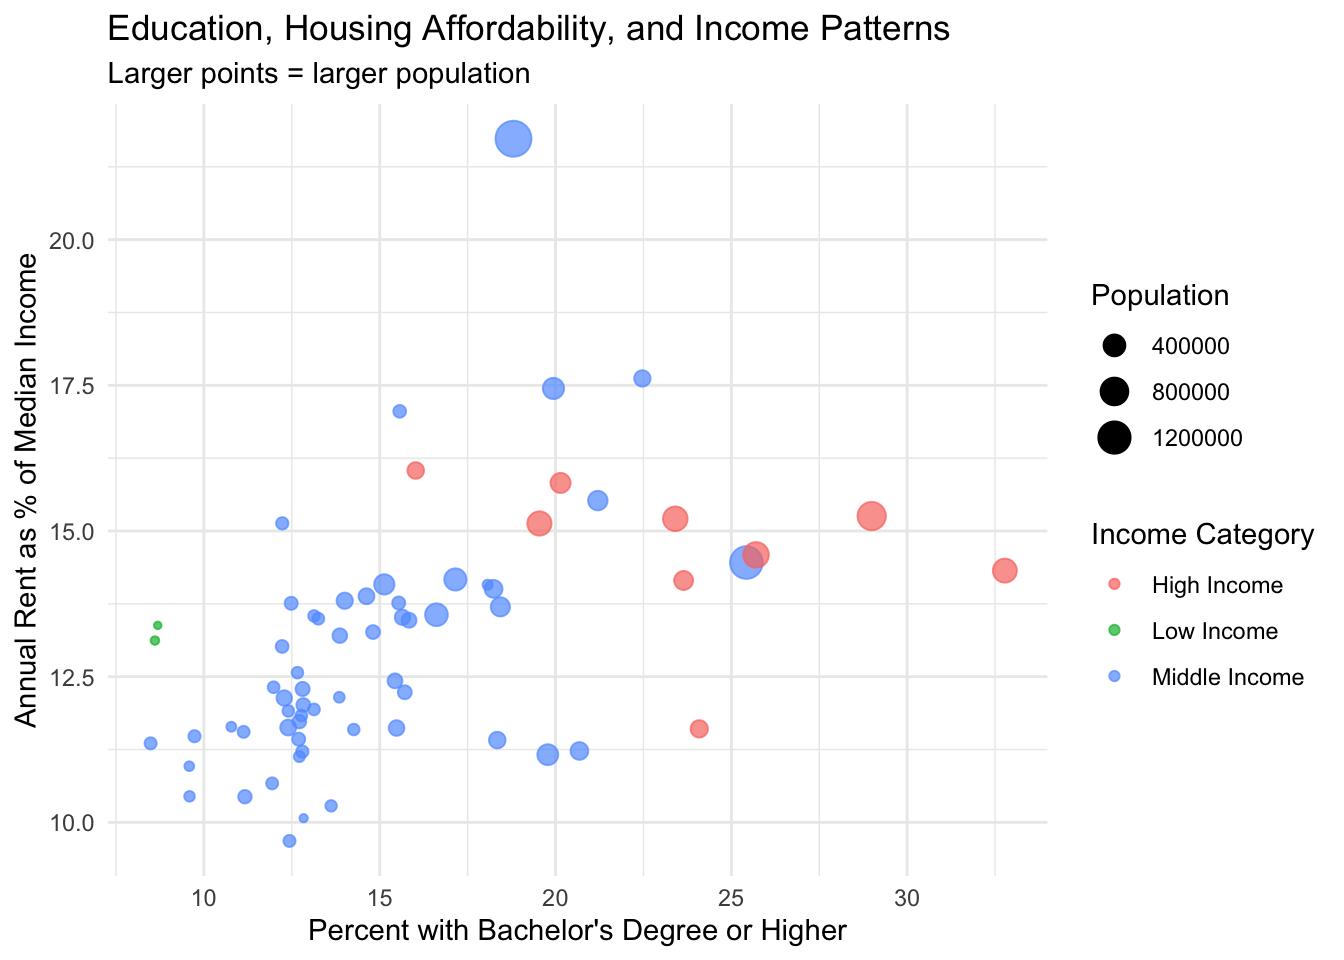 Education, Housing Affordability, and Income Patterns
Larger points = larger population
Annual Rent as % of Median Income
20.0
17.5
15.0
12.5
10.0
10 15 20 25 30
Percent with Bachelor's Degree or Higher
Population
400000
800000
1200000
Income Category
High Income
Low Income
Middle Income